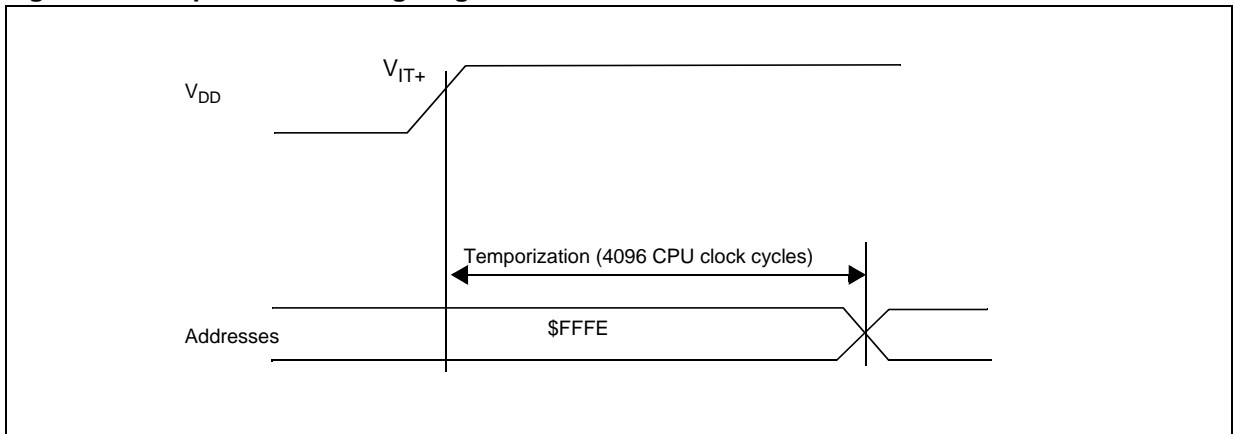 V_IT+
V_DD
Temporization (4096 CPU clock cycles)
$FFFE
Addresses